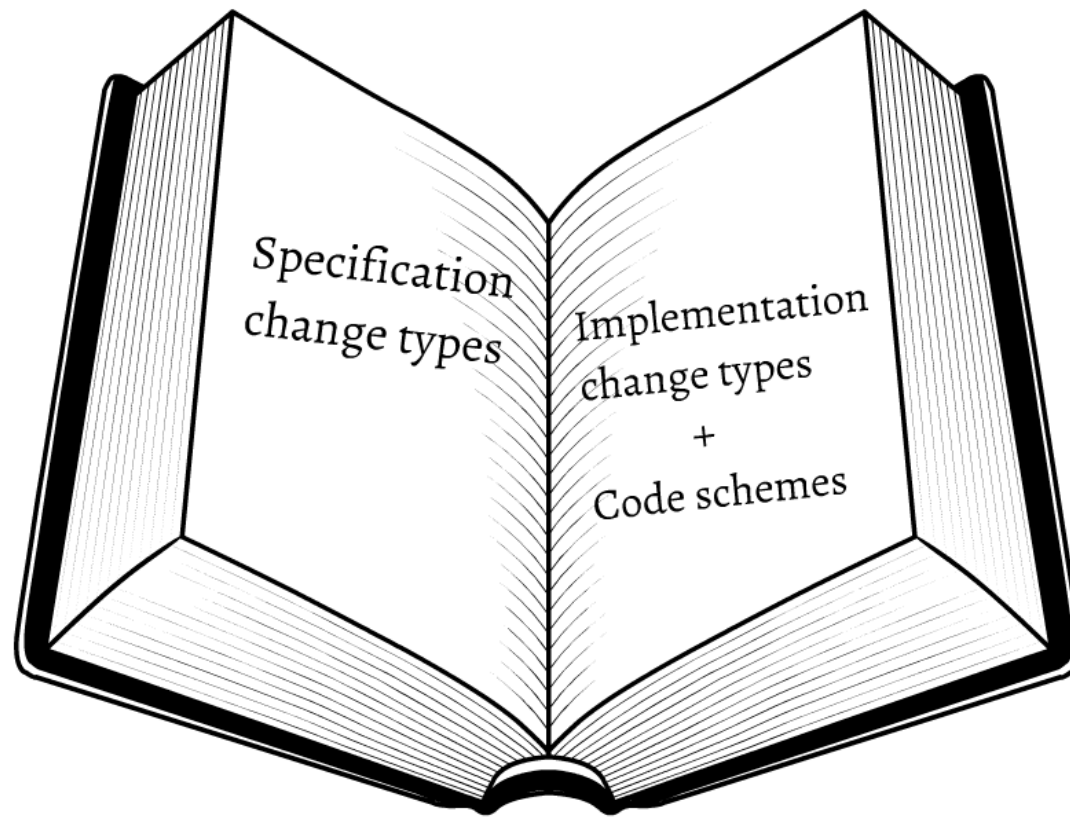 Specification
change types
Implementation
change types
+
Code schemes